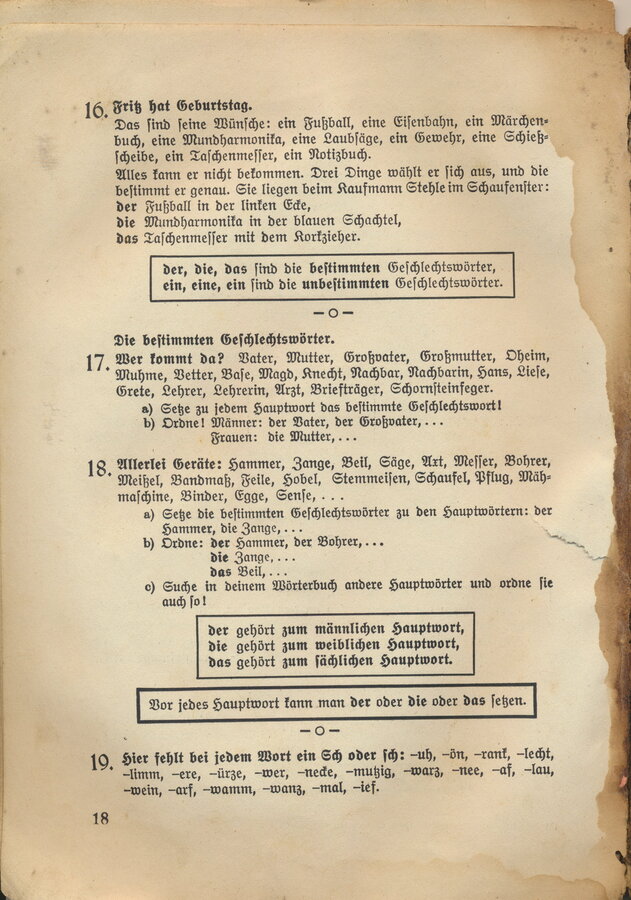 16. Fritz hat Geburtstag.
Das sind seine Wünsche: ein Fußball, eine Eisenbahn, ein Märchen-
buch, eine Mundharmonika, eine Laubsäge, ein Gewehr, eine Schieß-
scheibe, ein Taschenmesser, ein Notizbuch.
Alles kann er nicht bekommen. Drei Dinge wählt er sich aus, und die
bestimmt er genau. Sie liegen beim Kaufmann Stehle im Schaufenster:
der Fußball in der linken Ecke,
die Mundharmonika in der blauen Schachtel,
das Taschenmesser mit dem Korkzieher.
der, die, das sind die bestimmten Geschlechtswörter,
ein, eine, ein sind die unbestimmten Geschlechtswörter.
Die bestimmten Geschlechtswörter.
17. Wer kommt da? Vater, Mutter, Großvater, Großmutter, Oheim,
Muhme, Vetter, Base, Magd, Knecht, Nachbar, Nachbarin, Hans, Liese,
Grete, Lehrer, Lehrerin, Arzt, Briefträger, Schornsteinfeger.
a) Setze zu jedem Hauptwort das bestimmte Geschlechtswort!
b) Ordne! Männer: der Vater, der Großvater, ...
Frauen: die Mutter, ...
18. Allerlei Geräte: Hammer, Zange, Beil, Säge, Axt, Messer, Bohrer,
Meißel, Bandmaß, Feile, Hobel, Stemmeisen, Schaufel, Pflug, Mäh-
maschine, Binder, Egge, Sense, ...
a) Setze die bestimmten Geschlechtswörter zu den Hauptwörtern: der
Hammer, die Zange, ...
b) Ordne: der Hammer, der Bohrer, ...
die Zange, ...
das Beil, ...
c) Suche in deinem Wörterbuch andere Hauptwörter und ordne sie
auch so!
der gehört zum männlichen Hauptwort,
die gehört zum weiblichen Hauptwort,
das gehört zum sächlichen Hauptwort.
Vor jedes Hauptwort kann man der oder die oder das setzen.
19. Hier fehlt bei jedem Wort ein Sch oder sch: –uh, –ön, –rank, –lecht,
–limm, –ere, –ürze, –wer, –necke, –mutzig, –warz, –nee, –af, –lau,
–wein, –arf, –wamm, –wanz, –mal, –ief.
18